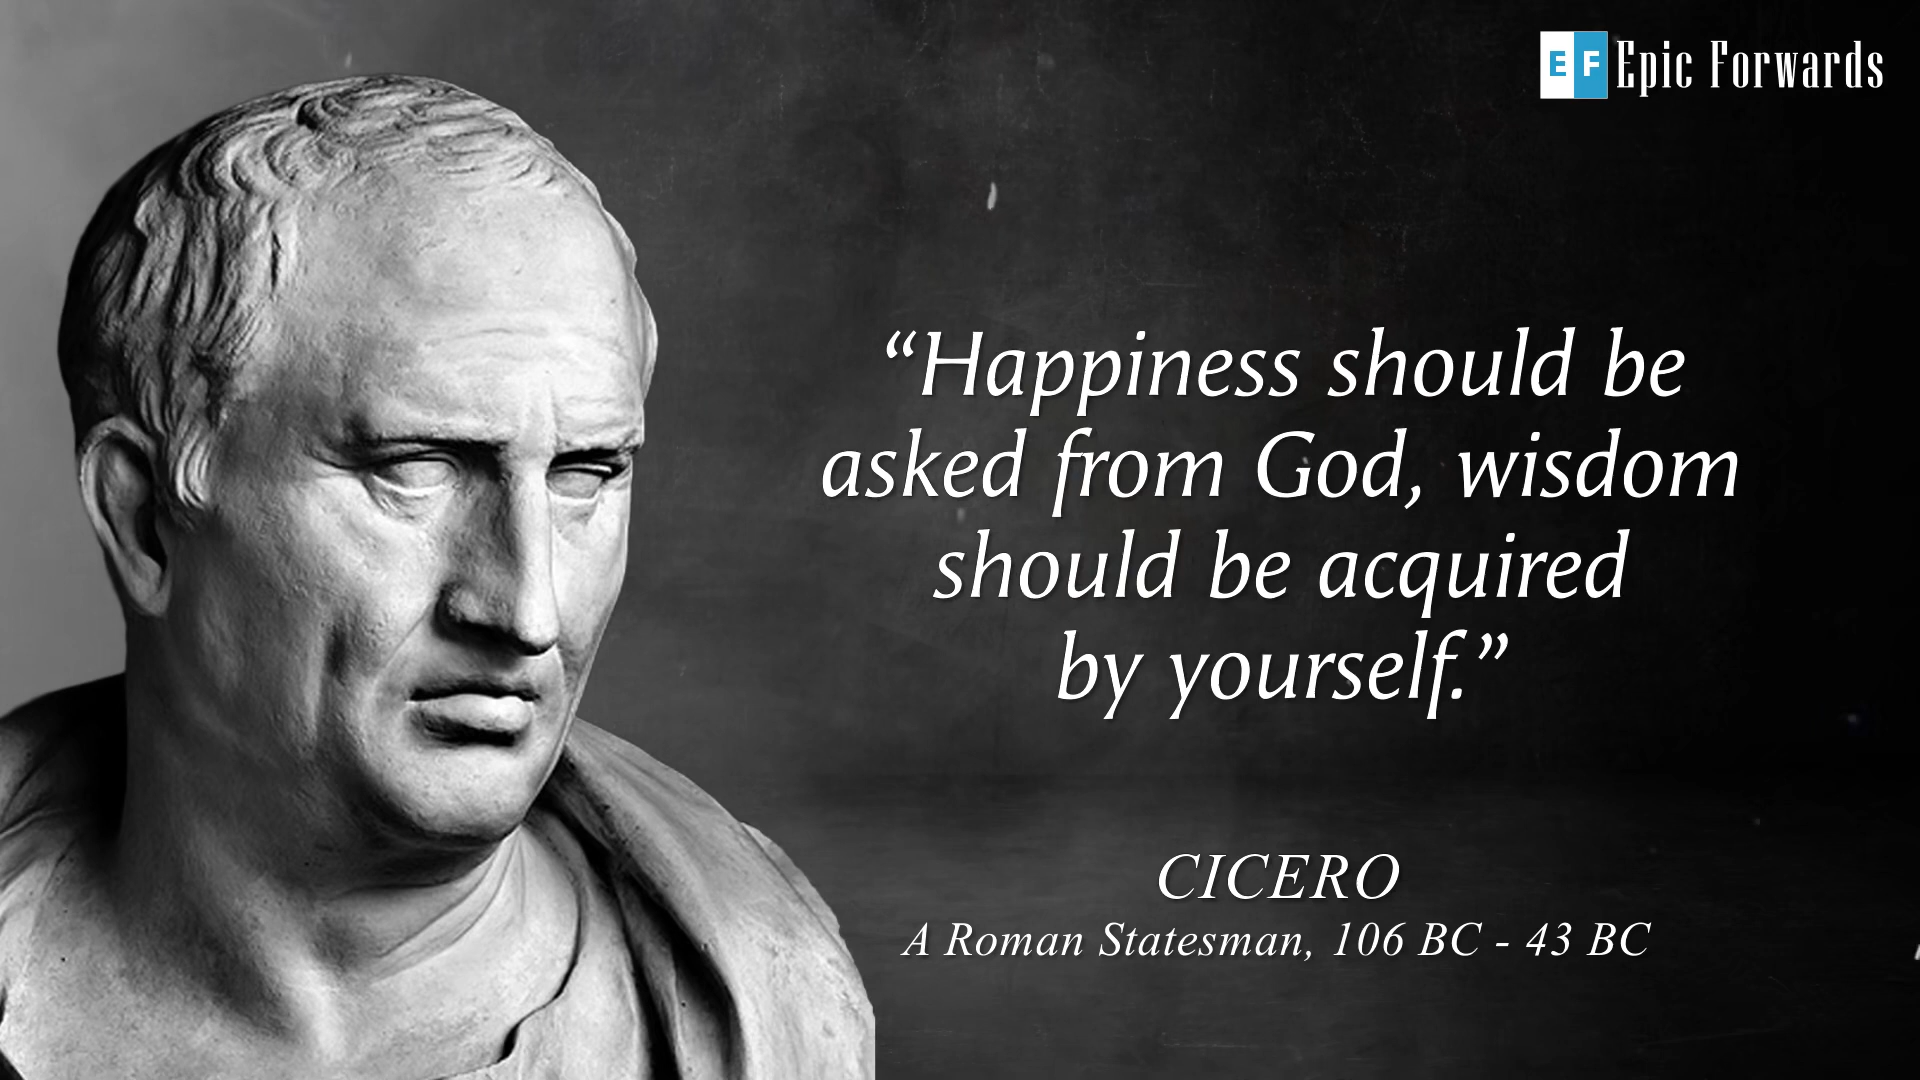 EF Epic Forwards
“Happiness should be
asked from God, wisdom
should be acquired
by yourself.”
CICERO
A Roman Statesman, 106 BC - 43 BC